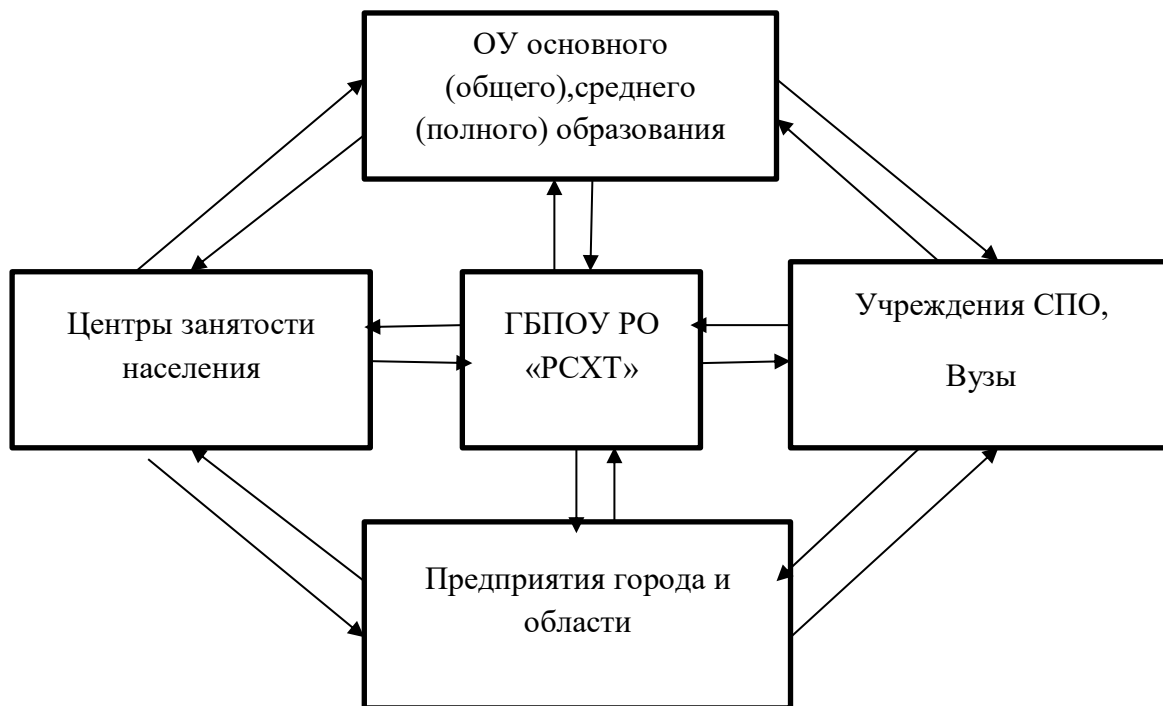 ОУ основного
(общего),среднего
(полного) образования
Центры занятости
населения
ГБПОУ РО
«РСХТ»
Учреждения СПО,
Вузы
Предприятия города и
области